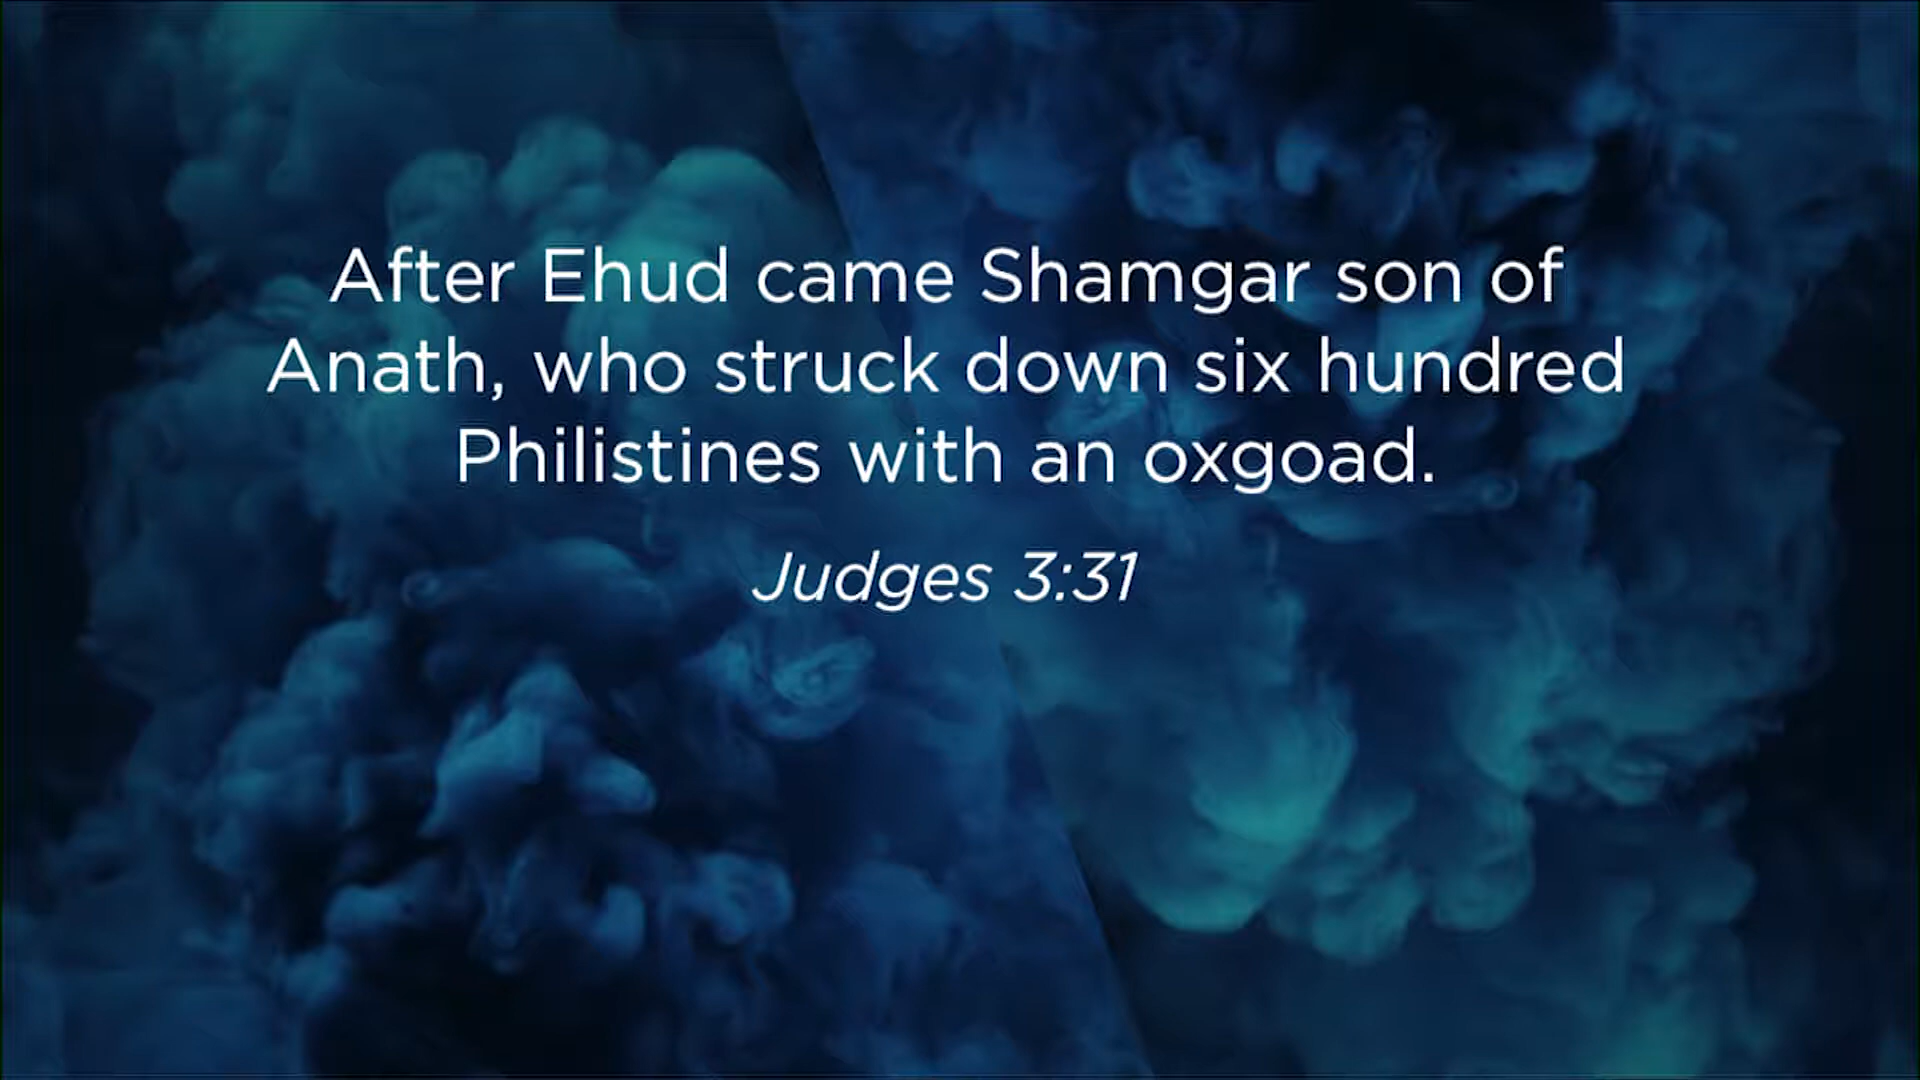 After Ehud came Shamgar son of
Anath, who struck down six hundred
Philistines with an oxgoad.
Judges 3:31